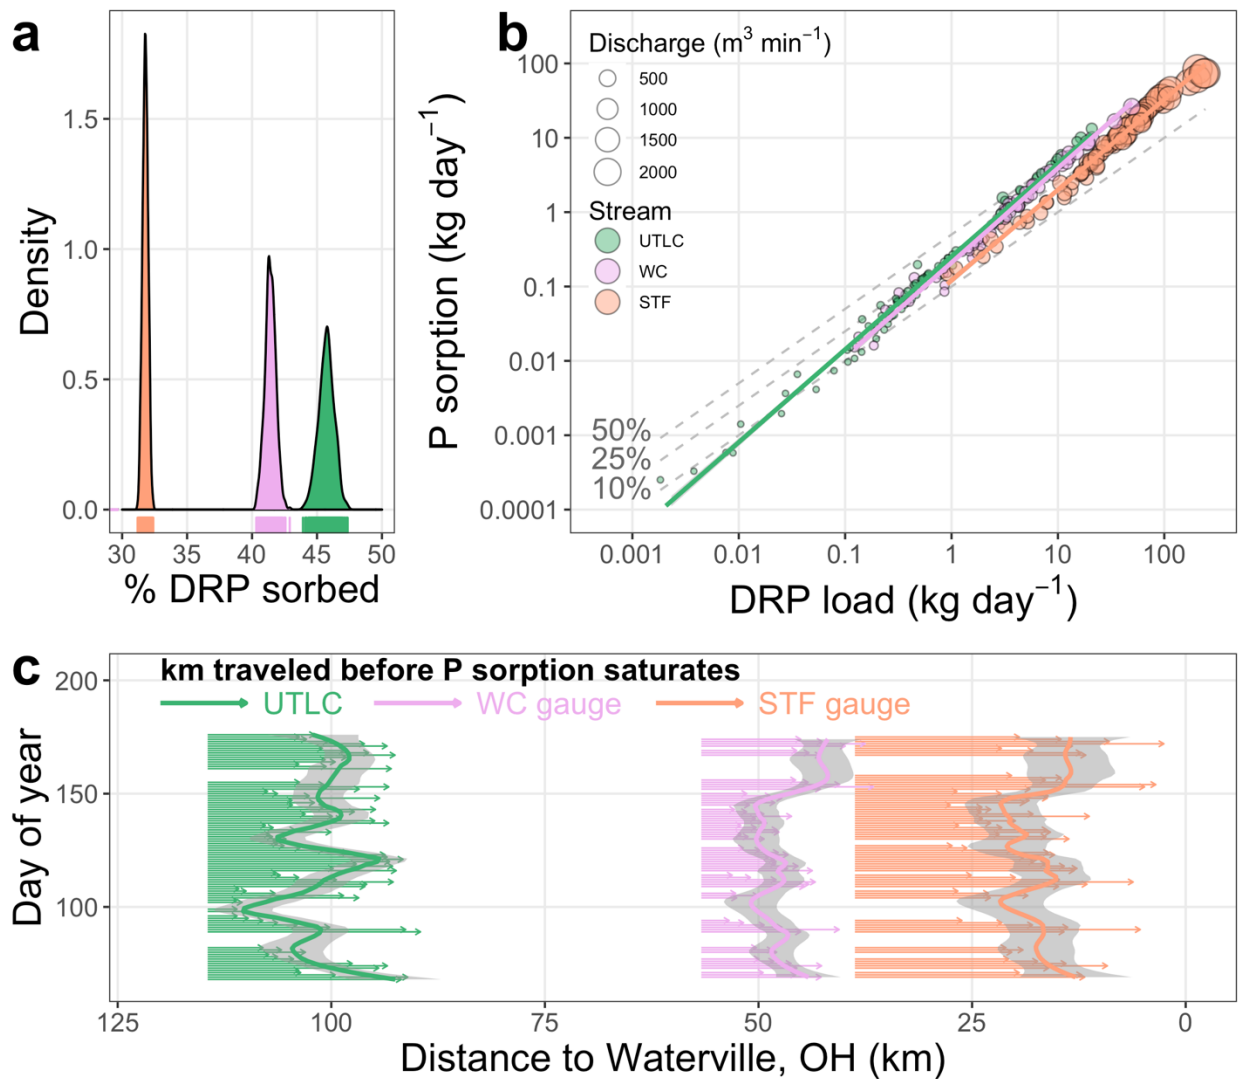 a
Density
1.5
1.0
0.5
0.0
30 35 40 45 50
% DRP sorbed
b
P sorption (kg day⁻¹)
Discharge (m³ min⁻¹)
500
1000
1500
2000
Stream
UTLC
WC
STF
100
10
1
0.1
0.01
0.001
0.0001
50%
25%
10%
0.001 0.01 0.1 1 10 100
DRP load (kg day⁻¹)
c
km traveled before P sorption saturates
UTLC WC gauge STF gauge
Day of year
200
150
100
125 100 75 50 25 0
Distance to Waterville, OH (km)